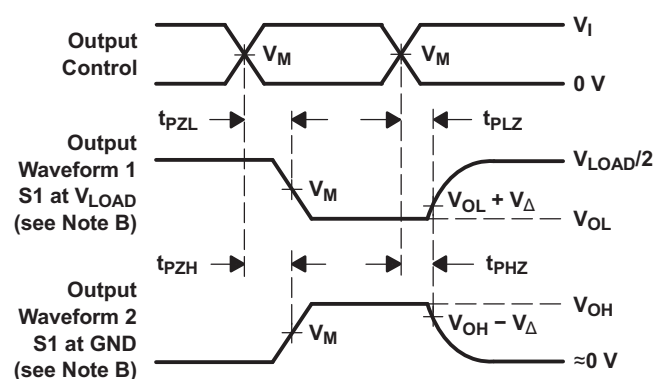 Output
Control
V_M
V_M
V_I
0 V
t_PZL
t_PLZ
Output
Waveform 1
S1 at V_LOAD
(see Note B)
V_M
V_LOAD/2
V_OL + V_Δ
V_OL
t_PZH
t_PHZ
Output
Waveform 2
S1 at GND
(see Note B)
V_M
V_OH
V_OH − V_Δ
≈0 V